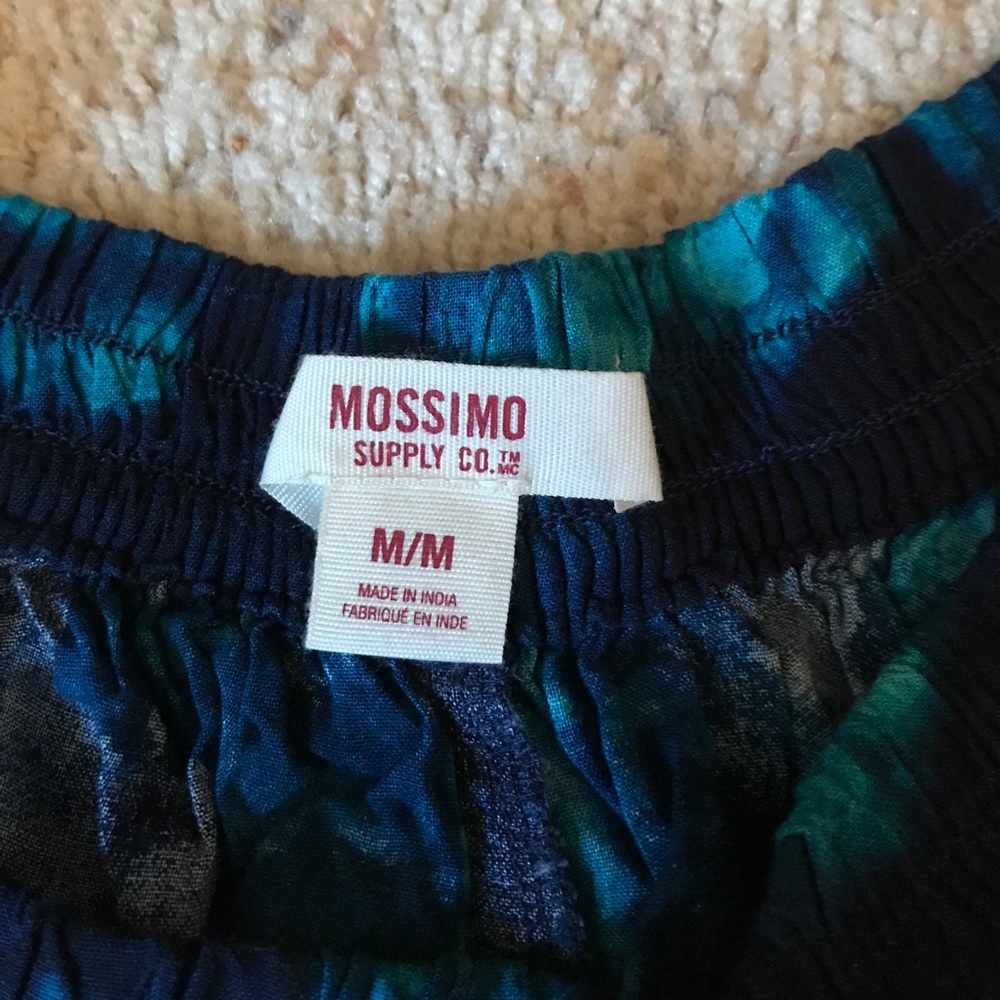 MOSSIMO
SUPPLY CO.™ MC
M/M
MADE IN INDIA
FABRIQUÉ EN INDE